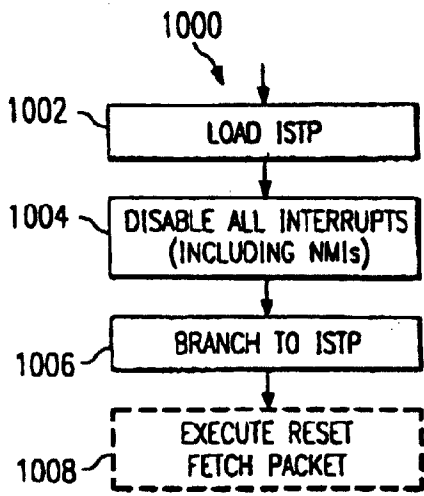 1000
1002
LOAD ISTP
1004
DISABLE ALL INTERRUPTS
(INCLUDING NMIs)
1006
BRANCH TO ISTP
1008
EXECUTE RESET
FETCH PACKET